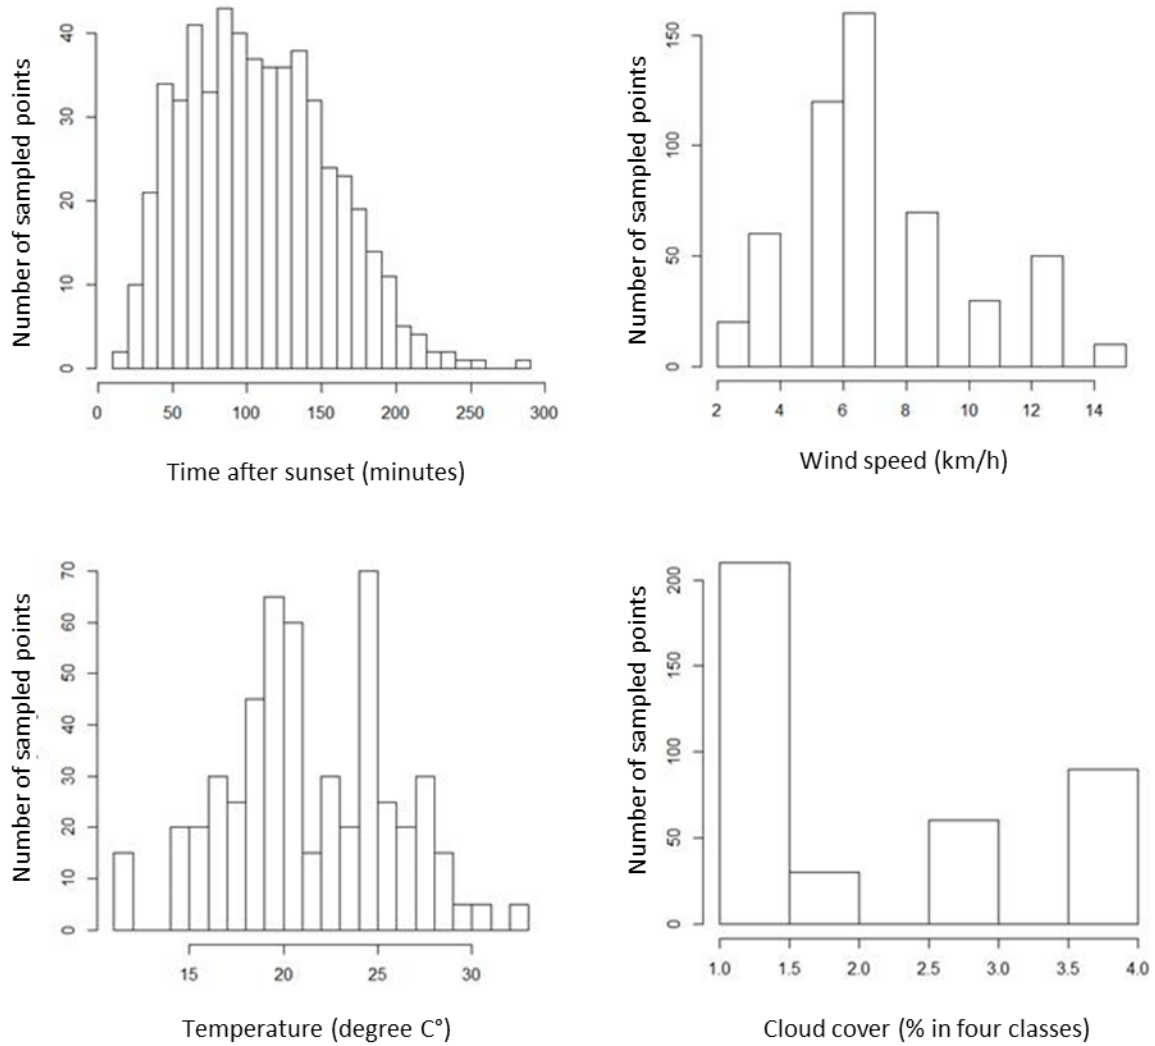 Number of sampled points
40
30
20
10
0
0 50 100 150 200 250 300
Time after sunset (minutes)
Number of sampled points
150
100
50
0
2 4 6 8 10 12 14
Wind speed (km/h)
Number of sampled points
70
60
50
40
30
20
10
0
15 20 25 30
Temperature (degree C°)
Number of sampled points
200
150
100
50
0
1.0 1.5 2.0 2.5 3.0 3.5 4.0
Cloud cover (% in four classes)